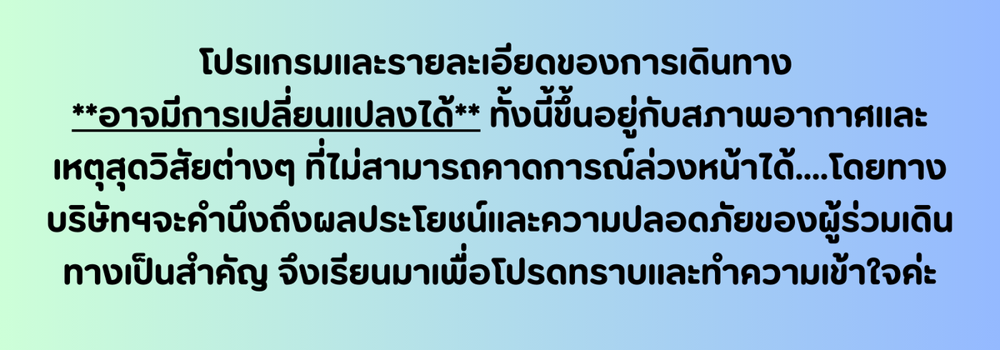 โปรแกรมและรายละเอียดของการเดินทาง
**อาจมีการเปลี่ยนแปลงได้** ทั้งนี้ขึ้นอยู่กับสภาพอากาศและ
เหตุสุดวิสัยต่างๆ ที่ไม่สามารถคาดการณ์ล่วงหน้าได้....โดยทาง
บริษัทฯจะคำนึงถึงผลประโยชน์และความปลอดภัยของผู้ร่วมเดิน
ทางเป็นสำคัญ จึงเรียนมาเพื่อโปรดทราบและทำความเข้าใจค่ะ